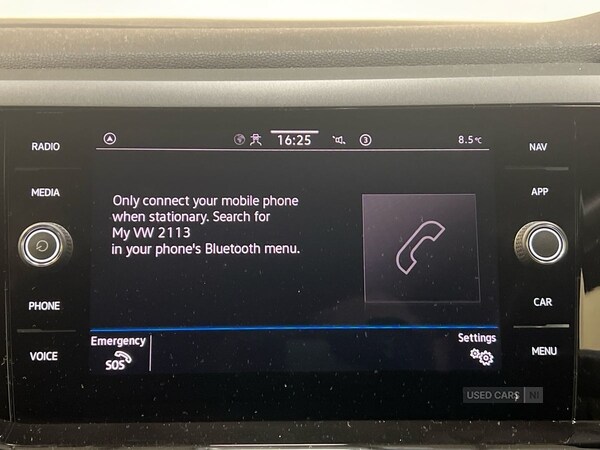 RADIO
MEDIA
PHONE
VOICE
16:25
3
8.5°C
Only connect your mobile phone
when stationary. Search for
My VW 2113
in your phone's Bluetooth menu.
Emergency
SOS
Settings
NAV
APP
CAR
MENU
USED CARS NI